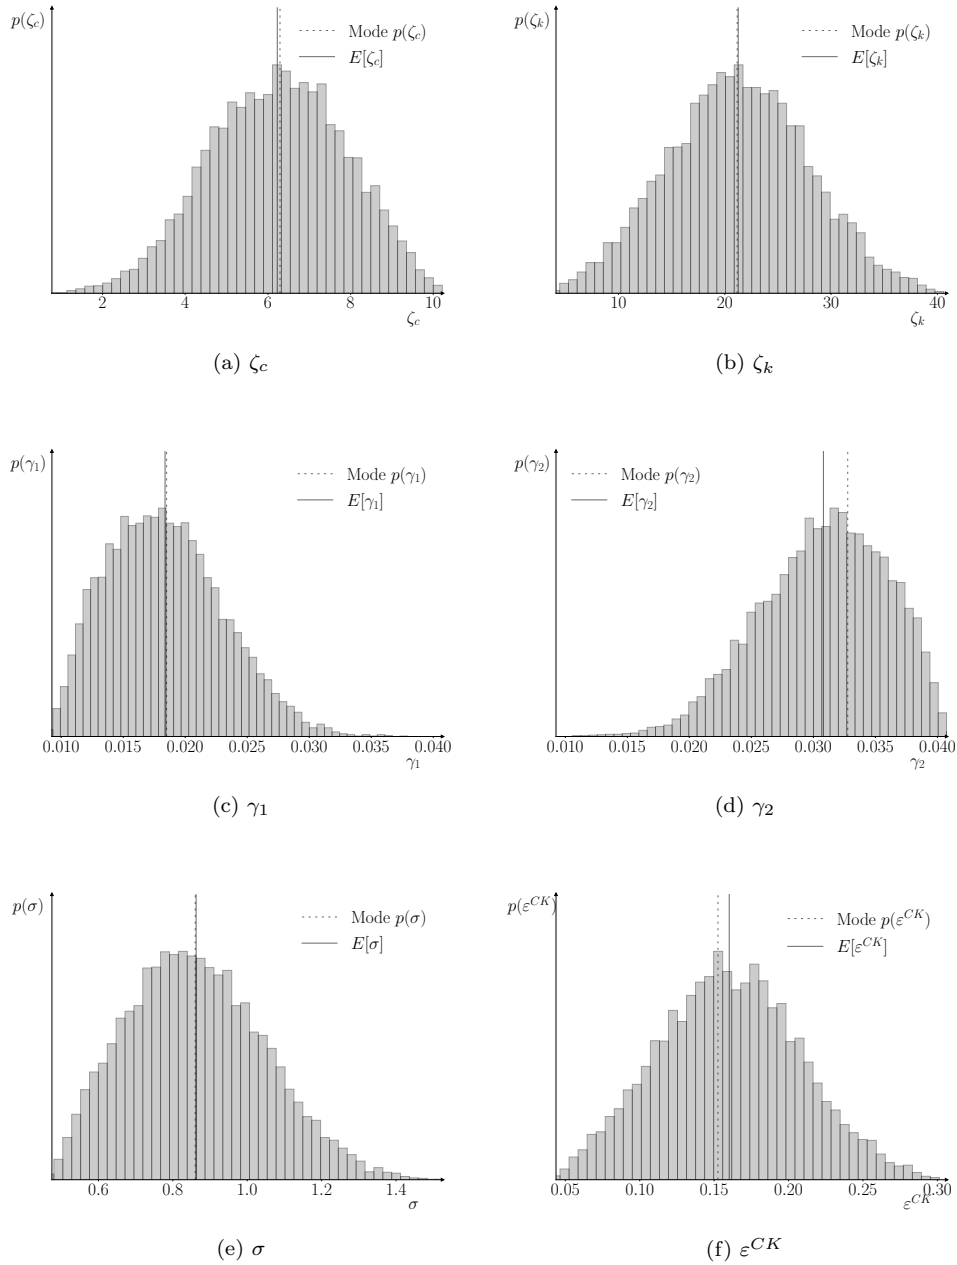 p(ζc)
Mode p(ζc)
E[ζc]
2 4 6 8 10
ζc
(a) ζc
p(ζk)
Mode p(ζk)
E[ζk]
10 20 30 40
ζk
(b) ζk
p(γ1)
Mode p(γ1)
E[γ1]
0.010 0.015 0.020 0.025 0.030 0.035 0.040
γ1
(c) γ1
p(γ2)
Mode p(γ2)
E[γ2]
0.010 0.015 0.020 0.025 0.030 0.035 0.040
γ2
(d) γ2
p(σ)
Mode p(σ)
E[σ]
0.6 0.8 1.0 1.2 1.4
σ
(e) σ
p(ε^CK)
Mode p(ε^CK)
E[ε^CK]
0.05 0.10 0.15 0.20 0.25 0.30
ε^CK
(f) ε^CK